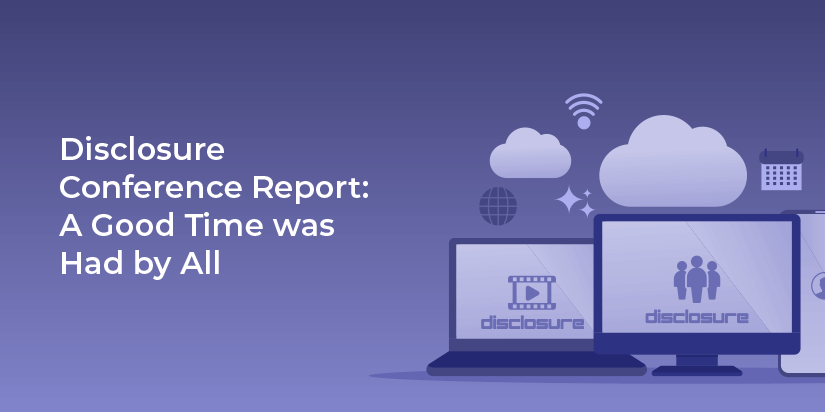 Disclosure
Conference Report:
A Good Time was
Had by All
disclosure
disclosure